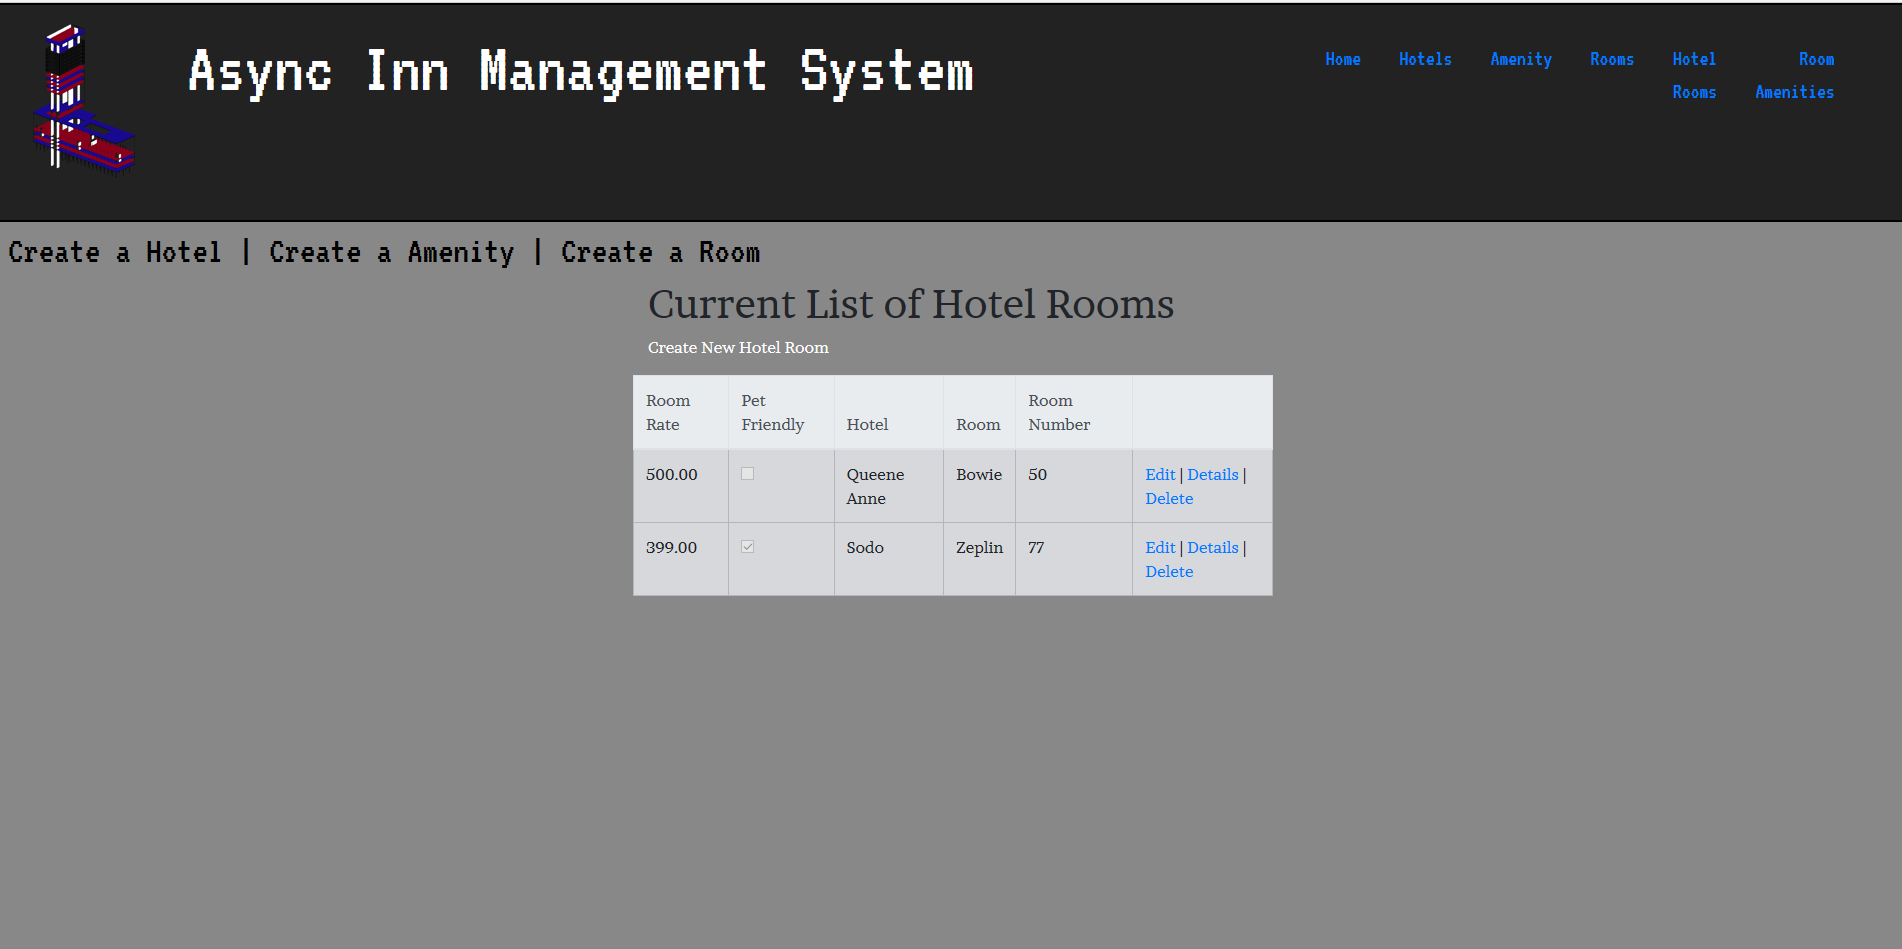 Async Inn Management System
Home Hotels Amenity Rooms Hotel Rooms Room Amenities
Create a Hotel | Create a Amenity | Create a Room
Current List of Hotel Rooms
Create New Hotel Room
Room Rate Pet Friendly Hotel Room Room Number
500.00 Queene Anne Bowie 50 Edit | Details | Delete
399.00 Sodo Zeplin 77 Edit | Details | Delete